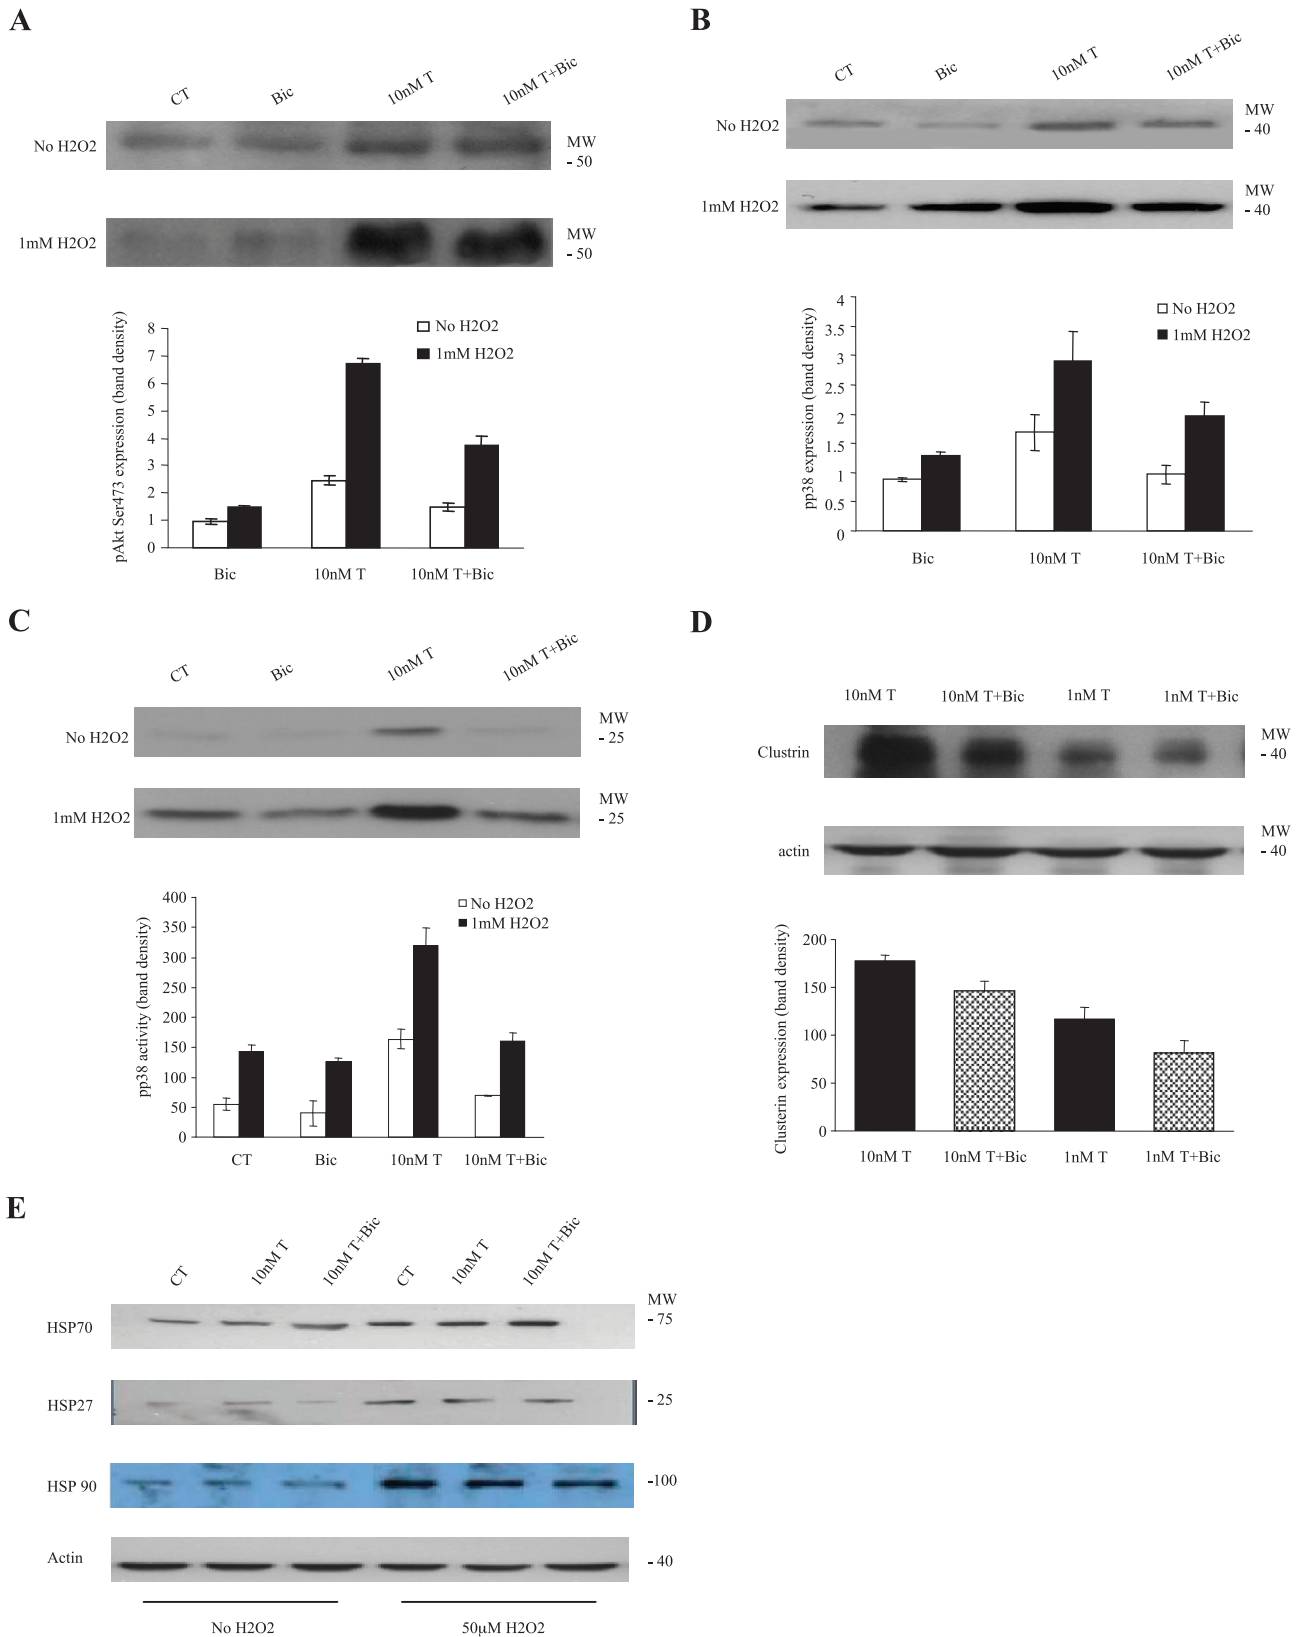 A
CT Bic 10nM T 10nM T+Bic
No H2O2
MW
- 50
1mM H2O2
MW
- 50
pAkt Ser473 expression (band density)
8
7
6
5
4
3
2
1
0
No H2O2
1mM H2O2
Bic 10nM T 10nM T+Bic
B
CT Bic 10nM T 10nM T+Bic
No H2O2
MW
- 40
1mM H2O2
MW
- 40
pp38 expression (band density)
4
3.5
3
2.5
2
1.5
1
0.5
0
No H2O2
1mM H2O2
Bic 10nM T 10nM T+Bic
C
CT Bic 10nM T 10nM T+Bic
No H2O2
MW
- 25
1mM H2O2
MW
- 25
pp38 activity (band density)
400
350
300
250
200
150
100
50
0
No H2O2
1mM H2O2
CT Bic 10nM T 10nM T+Bic
D
10nM T 10nM T+Bic 1nM T 1nM T+Bic
Clustrin
MW
- 40
actin
MW
- 40
Clusterin expression (band density)
200
150
100
50
0
10nM T 10nM T+Bic 1nM T 1nM T+Bic
E
CT 10nM T 10nM T+Bic CT 10nM T 10nM T+Bic
MW
HSP70 - 75
HSP27 - 25
HSP 90 -100
Actin - 40
No H2O2 50µM H2O2